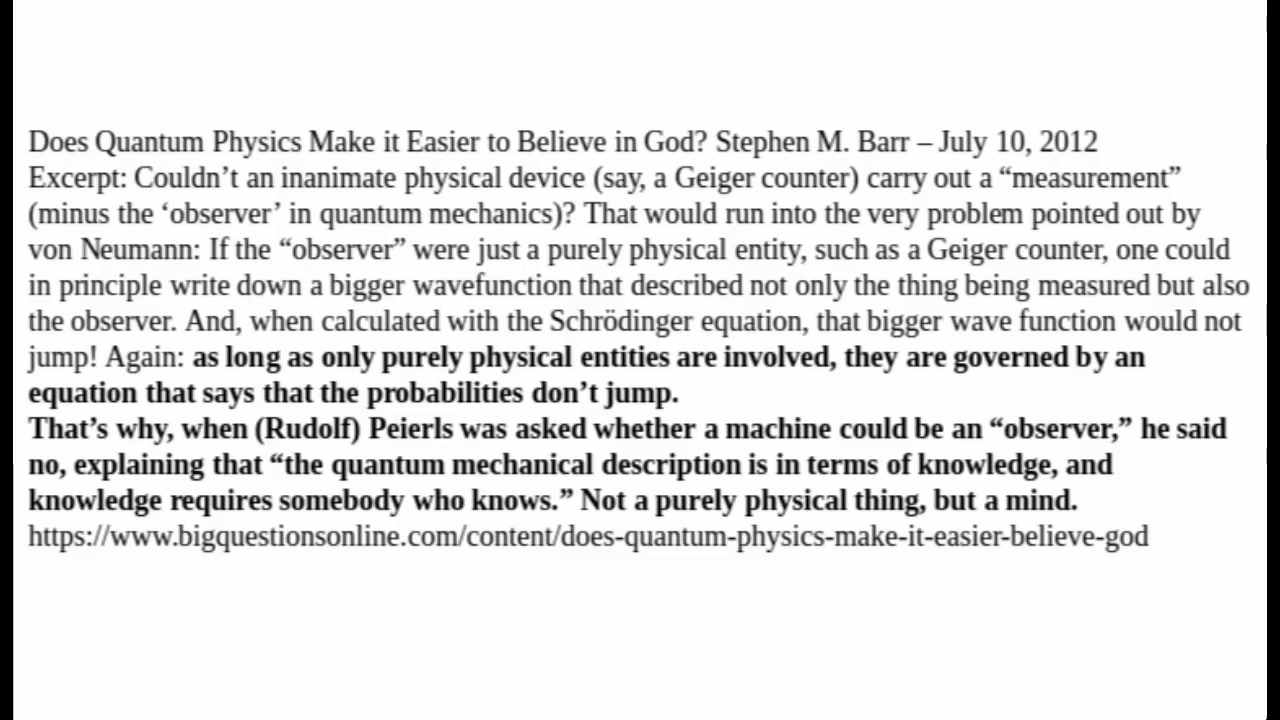 Does Quantum Physics Make it Easier to Believe in God? Stephen M. Barr – July 10, 2012
Excerpt: Couldn’t an inanimate physical device (say, a Geiger counter) carry out a “measurement”
(minus the ‘observer’ in quantum mechanics)? That would run into the very problem pointed out by
von Neumann: If the “observer” were just a purely physical entity, such as a Geiger counter, one could
in principle write down a bigger wavefunction that described not only the thing being measured but also
the observer. And, when calculated with the Schrödinger equation, that bigger wave function would not
jump! Again: as long as only purely physical entities are involved, they are governed by an
equation that says that the probabilities don’t jump.
That’s why, when (Rudolf) Peierls was asked whether a machine could be an “observer,” he said
no, explaining that “the quantum mechanical description is in terms of knowledge, and
knowledge requires somebody who knows.” Not a purely physical thing, but a mind.
https://www.bigquestionsonline.com/content/does-quantum-physics-make-it-easier-believe-god